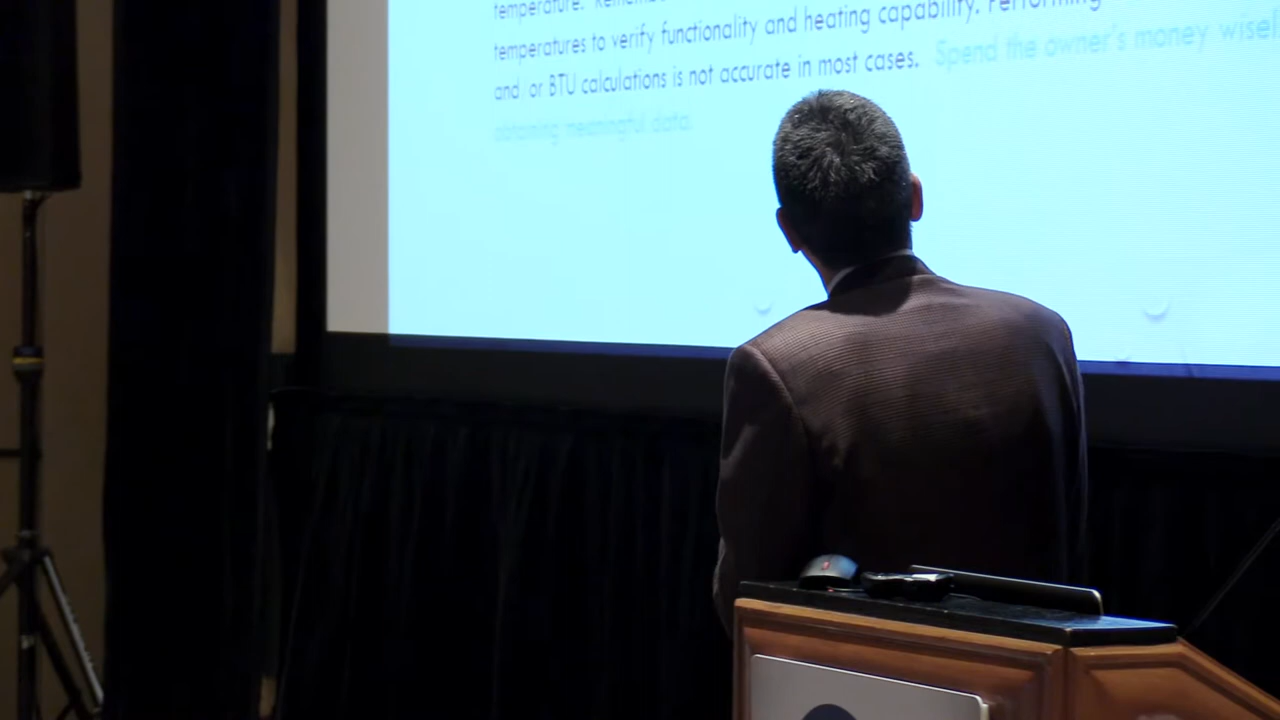 temperature.
temperatures to verify functionality and heating capability. Performing
and/or BTU calculations is not accurate in most cases. Spend the owner's money wisely
obtaining meaningful data.